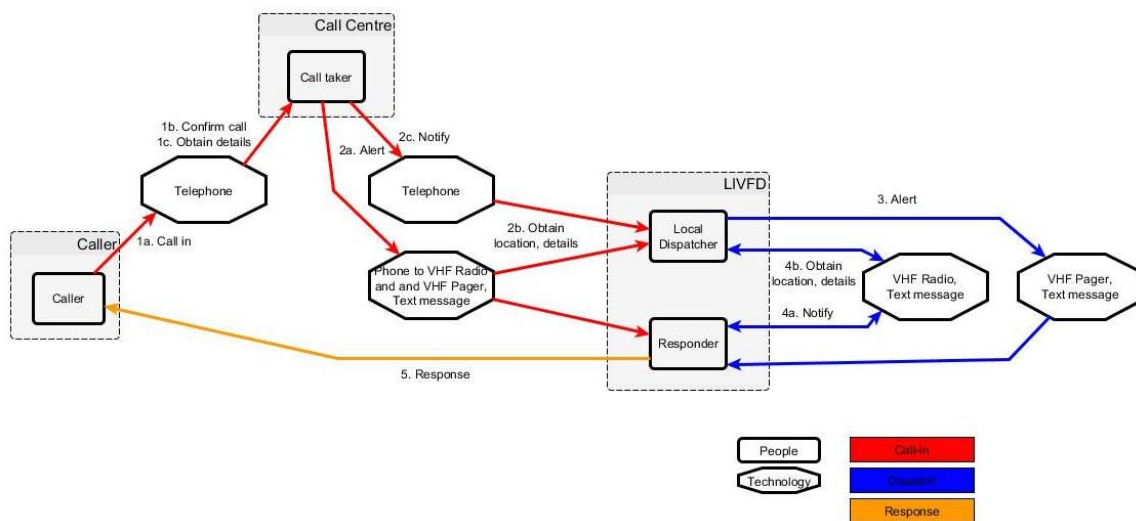 Call Centre
Call taker
1b. Confirm call
1c. Obtain details
2c. Notify
2a. Alert
Telephone
Telephone
LIVFD
3. Alert
Caller
1a. Call in
2b. Obtain
location, details
Local
Dispatcher
Phone to VHF Radio
and and VHF Pager,
Text message
4b. Obtain
location, details
VHF Radio,
Text message
VHF Pager,
Text message
Caller
4a. Notify
Responder
5. Response
People
Call-in
Technology
Dispatch
Response